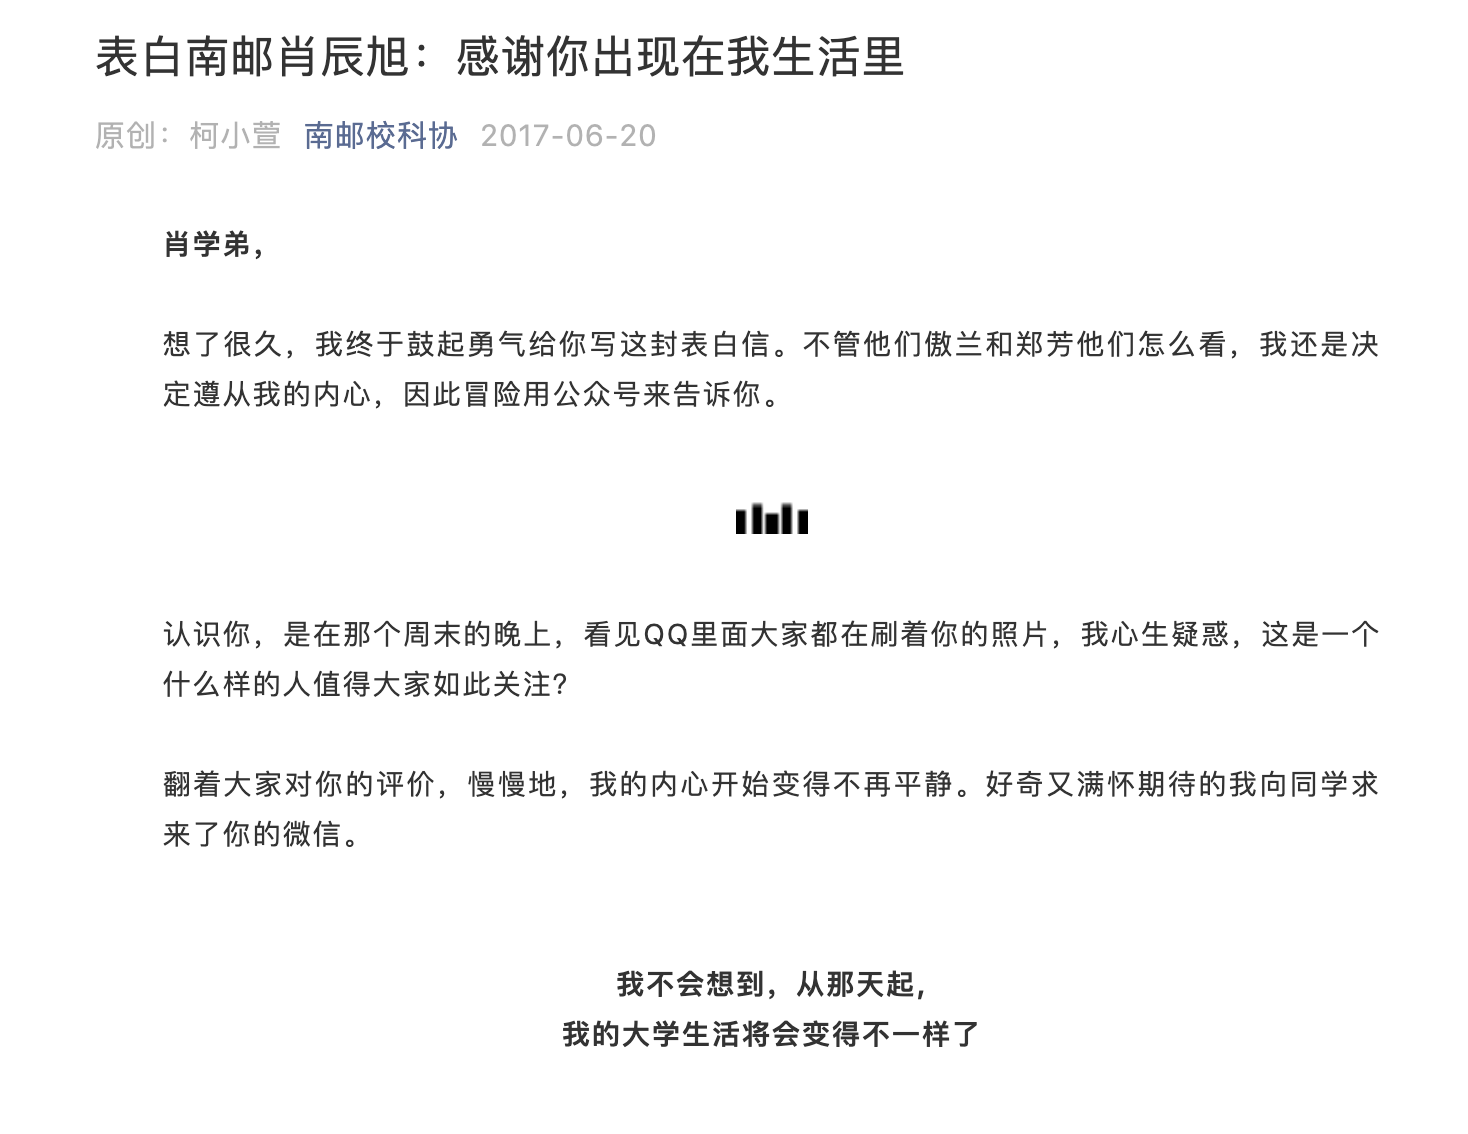 表白南邮肖辰旭：感谢你出现在我生活里
原创：柯小萱 南邮校科协 2017-06-20
肖学弟，
想了很久，我终于鼓起勇气给你写这封表白信。不管他们傲兰和郑芳他们怎么看，我还是决
定遵从我的内心，因此冒险用公众号来告诉你。
认识你，是在那个周末的晚上，看见QQ里面大家都在刷着你的照片，我心生疑惑，这是一个
什么样的人值得大家如此关注？
翻着大家对你的评价，慢慢地，我的内心开始变得不再平静。好奇又满怀期待的我向同学求
来了你的微信。
我不会想到，从那天起，
我的大学生活将会变得不一样了